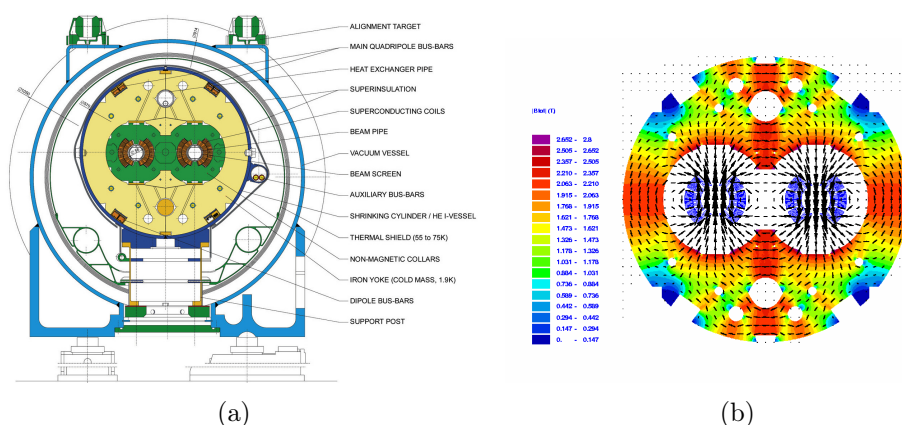 ALIGNMENT TARGET
MAIN QUADRIPOLE BUS-BARS
HEAT EXCHANGER PIPE
SUPERINSULATION
SUPERCONDUCTING COILS
BEAM PIPE
VACUUM VESSEL
BEAM SCREEN
AUXILIARY BUS-BARS
SHRINKING CYLINDER / HE I-VESSEL
THERMAL SHIELD (55 to 75K)
NON-MAGNETIC COLLARS
IRON YOKE (COLD MASS, 1.9K)
DIPOLE BUS-BARS
SUPPORT POST
(a)
|Btot| (T)
2.652 - 2.8
2.505 - 2.652
2.357 - 2.505
2.210 - 2.357
2.063 - 2.210
1.915 - 2.063
1.768 - 1.915
1.621 - 1.768
1.473 - 1.621
1.326 - 1.473
1.178 - 1.326
1.031 - 1.178
0.884 - 1.031
0.736 - 0.884
0.589 - 0.736
0.442 - 0.589
0.294 - 0.442
0.147 - 0.294
0. - 0.147
(b)